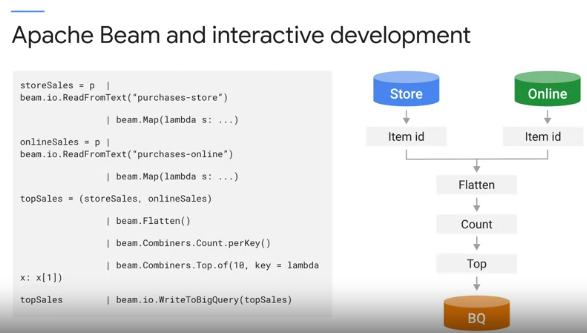 Apache Beam and interactive development
storeSales = p |
beam.io.ReadFromText("purchases-store")
| beam.Map(lambda s: ...)
onlineSales = p |
beam.io.ReadFromText("purchases-online")
| beam.Map(lambda s: ...)
topSales = (storeSales, onlineSales)
| beam.Flatten()
| beam.Combiners.Count.perKey()
| beam.Combiners.Top.of(10, key = lambda
x: x[1])
topSales | beam.io.WriteToBigQuery(topSales)
Store
Online
Item id
Item id
Flatten
Count
Top
BQ